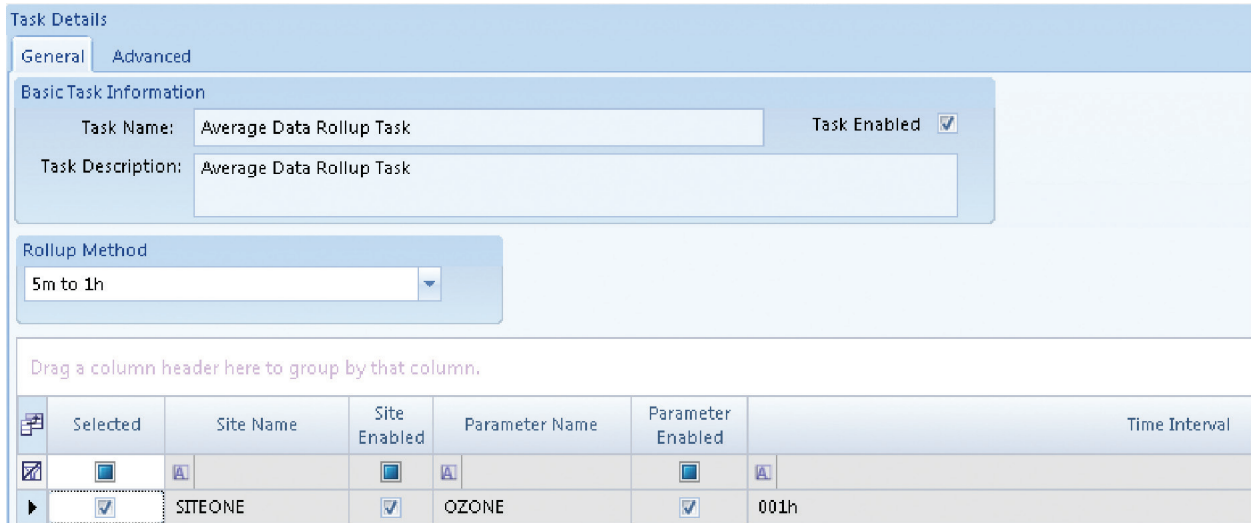 Task Details
General Advanced
Basic Task Information
Task Name: Average Data Rollup Task Task Enabled
Task Description: Average Data Rollup Task
Rollup Method
5m to 1h
Drag a column header here to group by that column.
Selected Site Name Site Enabled Parameter Name Parameter Enabled Time Interval
A A A
SITEONE OZONE 001h